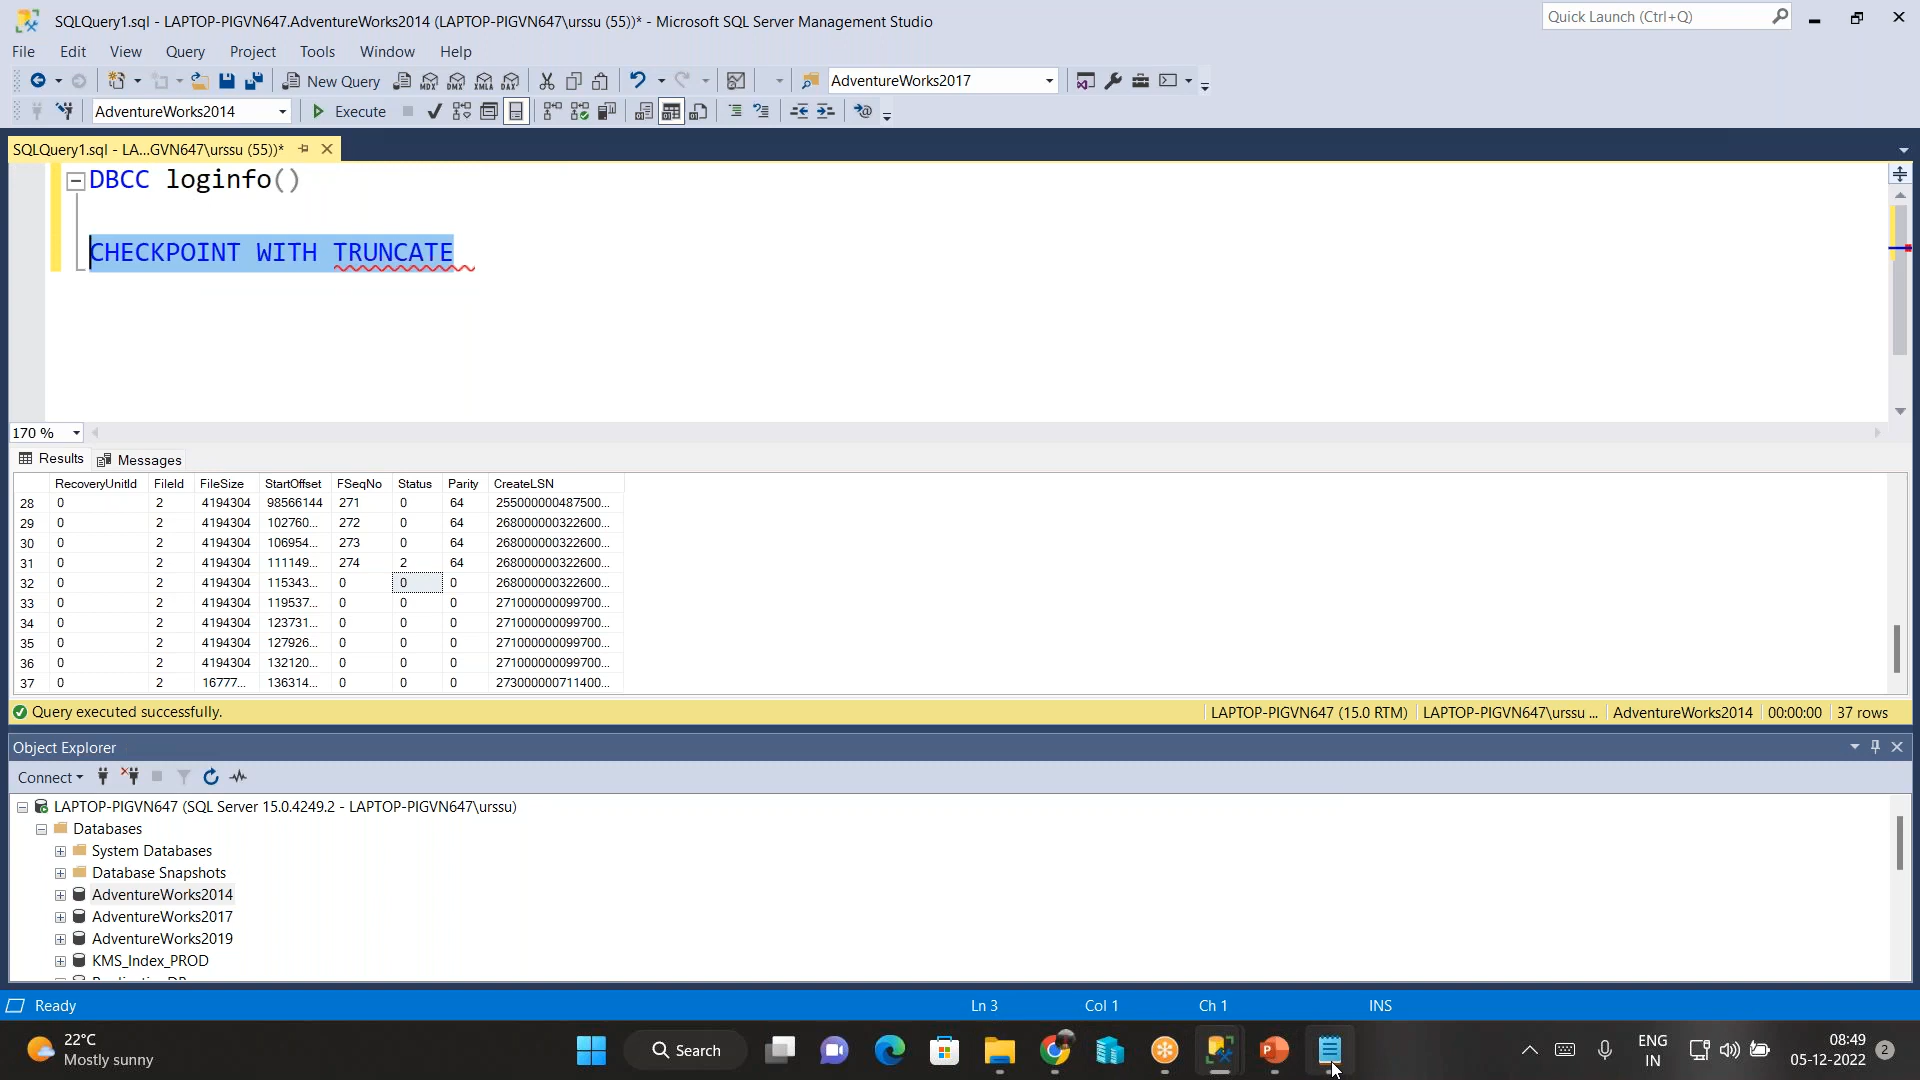 SQLQuery1.sql - LAPTOP-PIGVN647.AdventureWorks2014 (LAPTOP-PIGVN647\urssu (55))* - Microsoft SQL Server Management Studio
Quick Launch (Ctrl+Q)
File Edit View Query Project Tools Window Help
New Query MDX DMX XMLA DAX AdventureWorks2017
AdventureWorks2014 Execute
SQLQuery1.sql - LA...GVN647\urssu (55))*
DBCC loginfo()
CHECKPOINT WITH TRUNCATE
170 %
Results Messages
RecoveryUnitId FileId FileSize StartOffset FSeqNo Status Parity CreateLSN
28 0 2 4194304 98566144 271 0 64 255000000487500...
29 0 2 4194304 102760... 272 0 64 268000000322600...
30 0 2 4194304 106954... 273 0 64 268000000322600...
31 0 2 4194304 111149... 274 2 64 268000000322600...
32 0 2 4194304 115343... 0 0 0 268000000322600...
33 0 2 4194304 119537... 0 0 0 271000000099700...
34 0 2 4194304 123731... 0 0 0 271000000099700...
35 0 2 4194304 127926... 0 0 0 271000000099700...
36 0 2 4194304 132120... 0 0 0 271000000099700...
37 0 2 16777... 136314... 0 0 0 273000000711400...
Query executed successfully. LAPTOP-PIGVN647 (15.0 RTM) LAPTOP-PIGVN647\urssu ... AdventureWorks2014 00:00:00 37 rows
Object Explorer
Connect
LAPTOP-PIGVN647 (SQL Server 15.0.4249.2 - LAPTOP-PIGVN647\urssu)
Databases
System Databases
Database Snapshots
AdventureWorks2014
AdventureWorks2017
AdventureWorks2019
KMS_Index_PROD
Ready Ln 3 Col 1 Ch 1 INS
22°C
Mostly sunny
Search
ENG
IN
08:49
05-12-2022
2